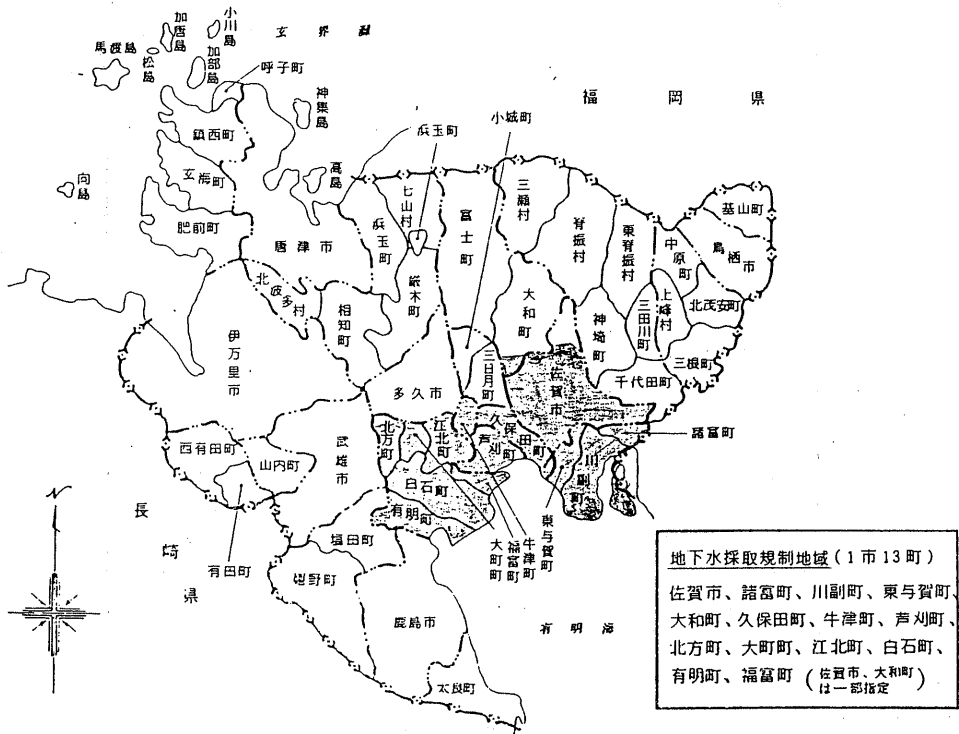 小川島
加唐島
玄界灘
馬渡島
松島
加部島
呼子町
神集島
福岡県
小城町
浜玉町
鎮西町
玄海町
高島
向島
肥前町
唐津市
浜玉町
七山村
富士町
三瀬村
脊振村
東脊振村
中原町
基山町
鳥栖市
北茂安町
北波多村
相知町
厳木町
大和町
神埼町
三田川町
上峰村
三根町
伊万里市
三日月町
佐賀市
千代田町
多久市
諸富町
西有田町
山内町
武雄市
北方町
江北町
芦刈町
久保田町
川副町
白石町
有明町
東与賀町
牛津町
福富町
大町町
長崎県
有田町
塩田町
嬉野町
鹿島市
有明海
太良町
N
地下水採取規制地域(1市13町)
佐賀市、諸富町、川副町、東与賀町、
大和町、久保田町、牛津町、芦刈町、
北方町、大町町、江北町、白石町、
有明町、福富町(佐賀市、大和町
は一部指定)